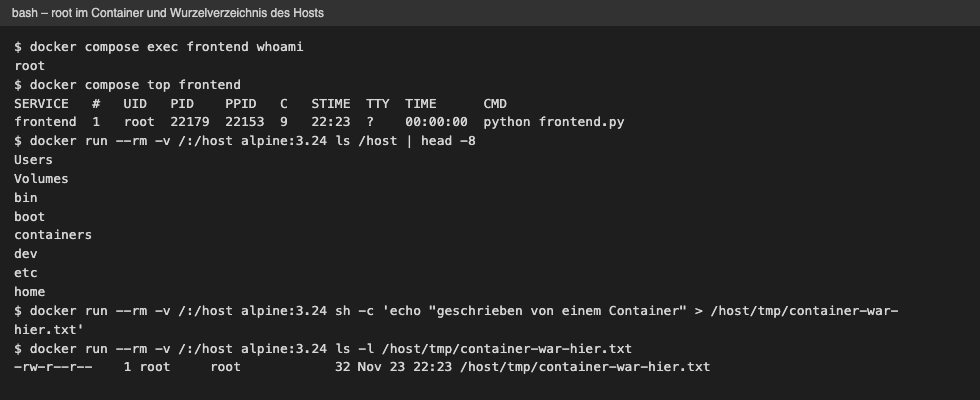 bash – root im Container und Wurzelverzeichnis des Hosts
$ docker compose exec frontend whoami
root
$ docker compose top frontend
SERVICE # UID PID PPID C STIME TTY TIME CMD
frontend 1 root 22179 22153 9 22:23 ? 00:00:00 python frontend.py
$ docker run --rm -v /:/host alpine:3.24 ls /host | head -8
Users
Volumes
bin
boot
containers
dev
etc
home
$ docker run --rm -v /:/host alpine:3.24 sh -c 'echo "geschrieben von einem Container" > /host/tmp/container-war-
hier.txt'
$ docker run --rm -v /:/host alpine:3.24 ls -l /host/tmp/container-war-hier.txt
-rw-r--r-- 1 root root 32 Nov 23 22:23 /host/tmp/container-war-hier.txt